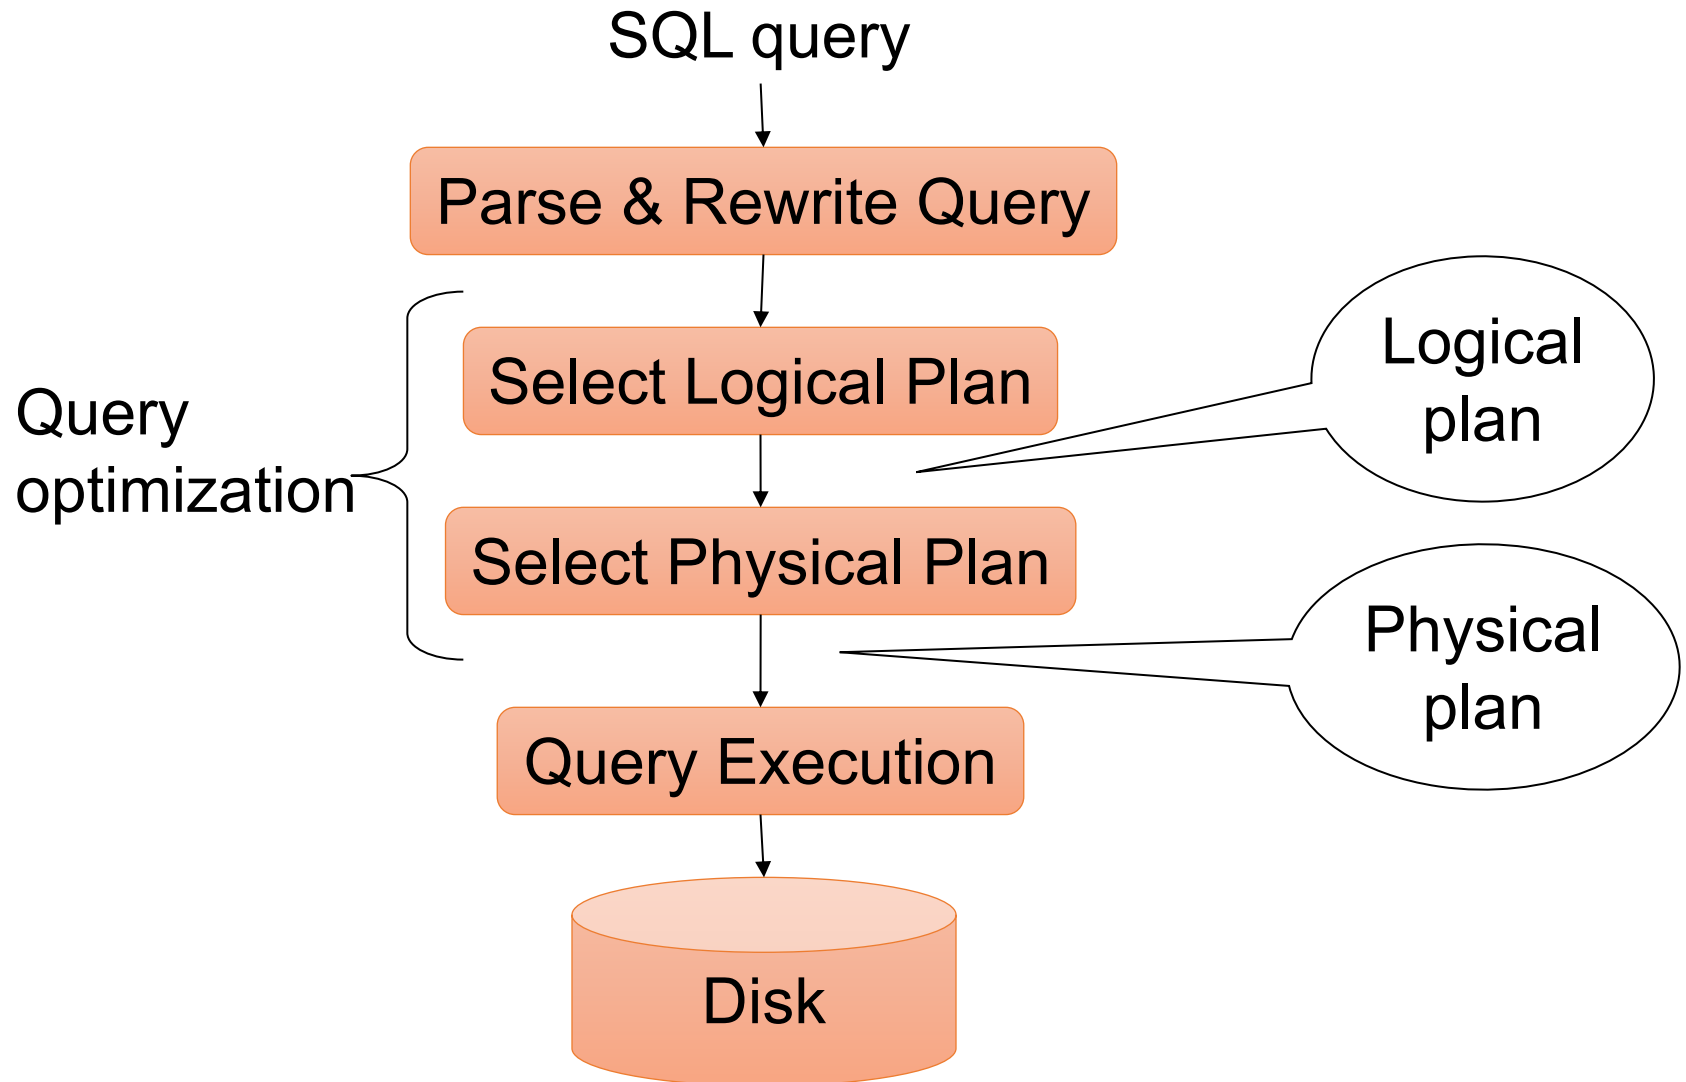 SQL query
Parse & Rewrite Query
Select Logical Plan
Logical
plan
Query
optimization
Select Physical Plan
Physical
plan
Query Execution
Disk